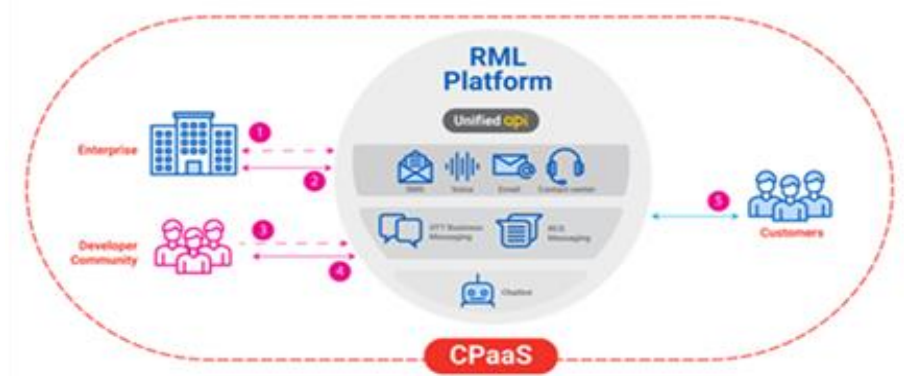 RML
Platform
Unified api
Enterprise
1
2
SMS
Voice
Email
Contact center
OTT Business
Messaging
RCS
Messaging
Chatbot
Developer
Community
3
4
5
Customers
CPaaS